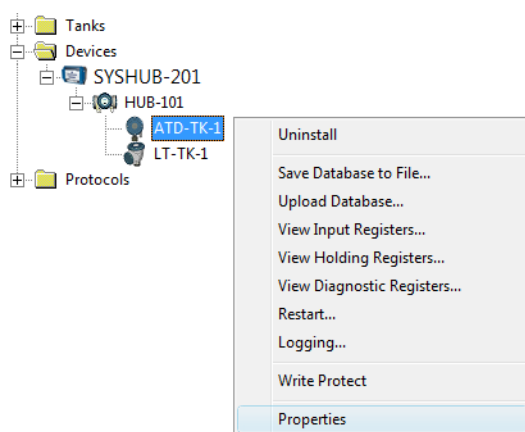 Tanks
Devices
SYSHUB-201
HUB-101
ATD-TK-1
LT-TK-1
Protocols
Uninstall
Save Database to File...
Upload Database...
View Input Registers...
View Holding Registers...
View Diagnostic Registers...
Restart...
Logging...
Write Protect
Properties